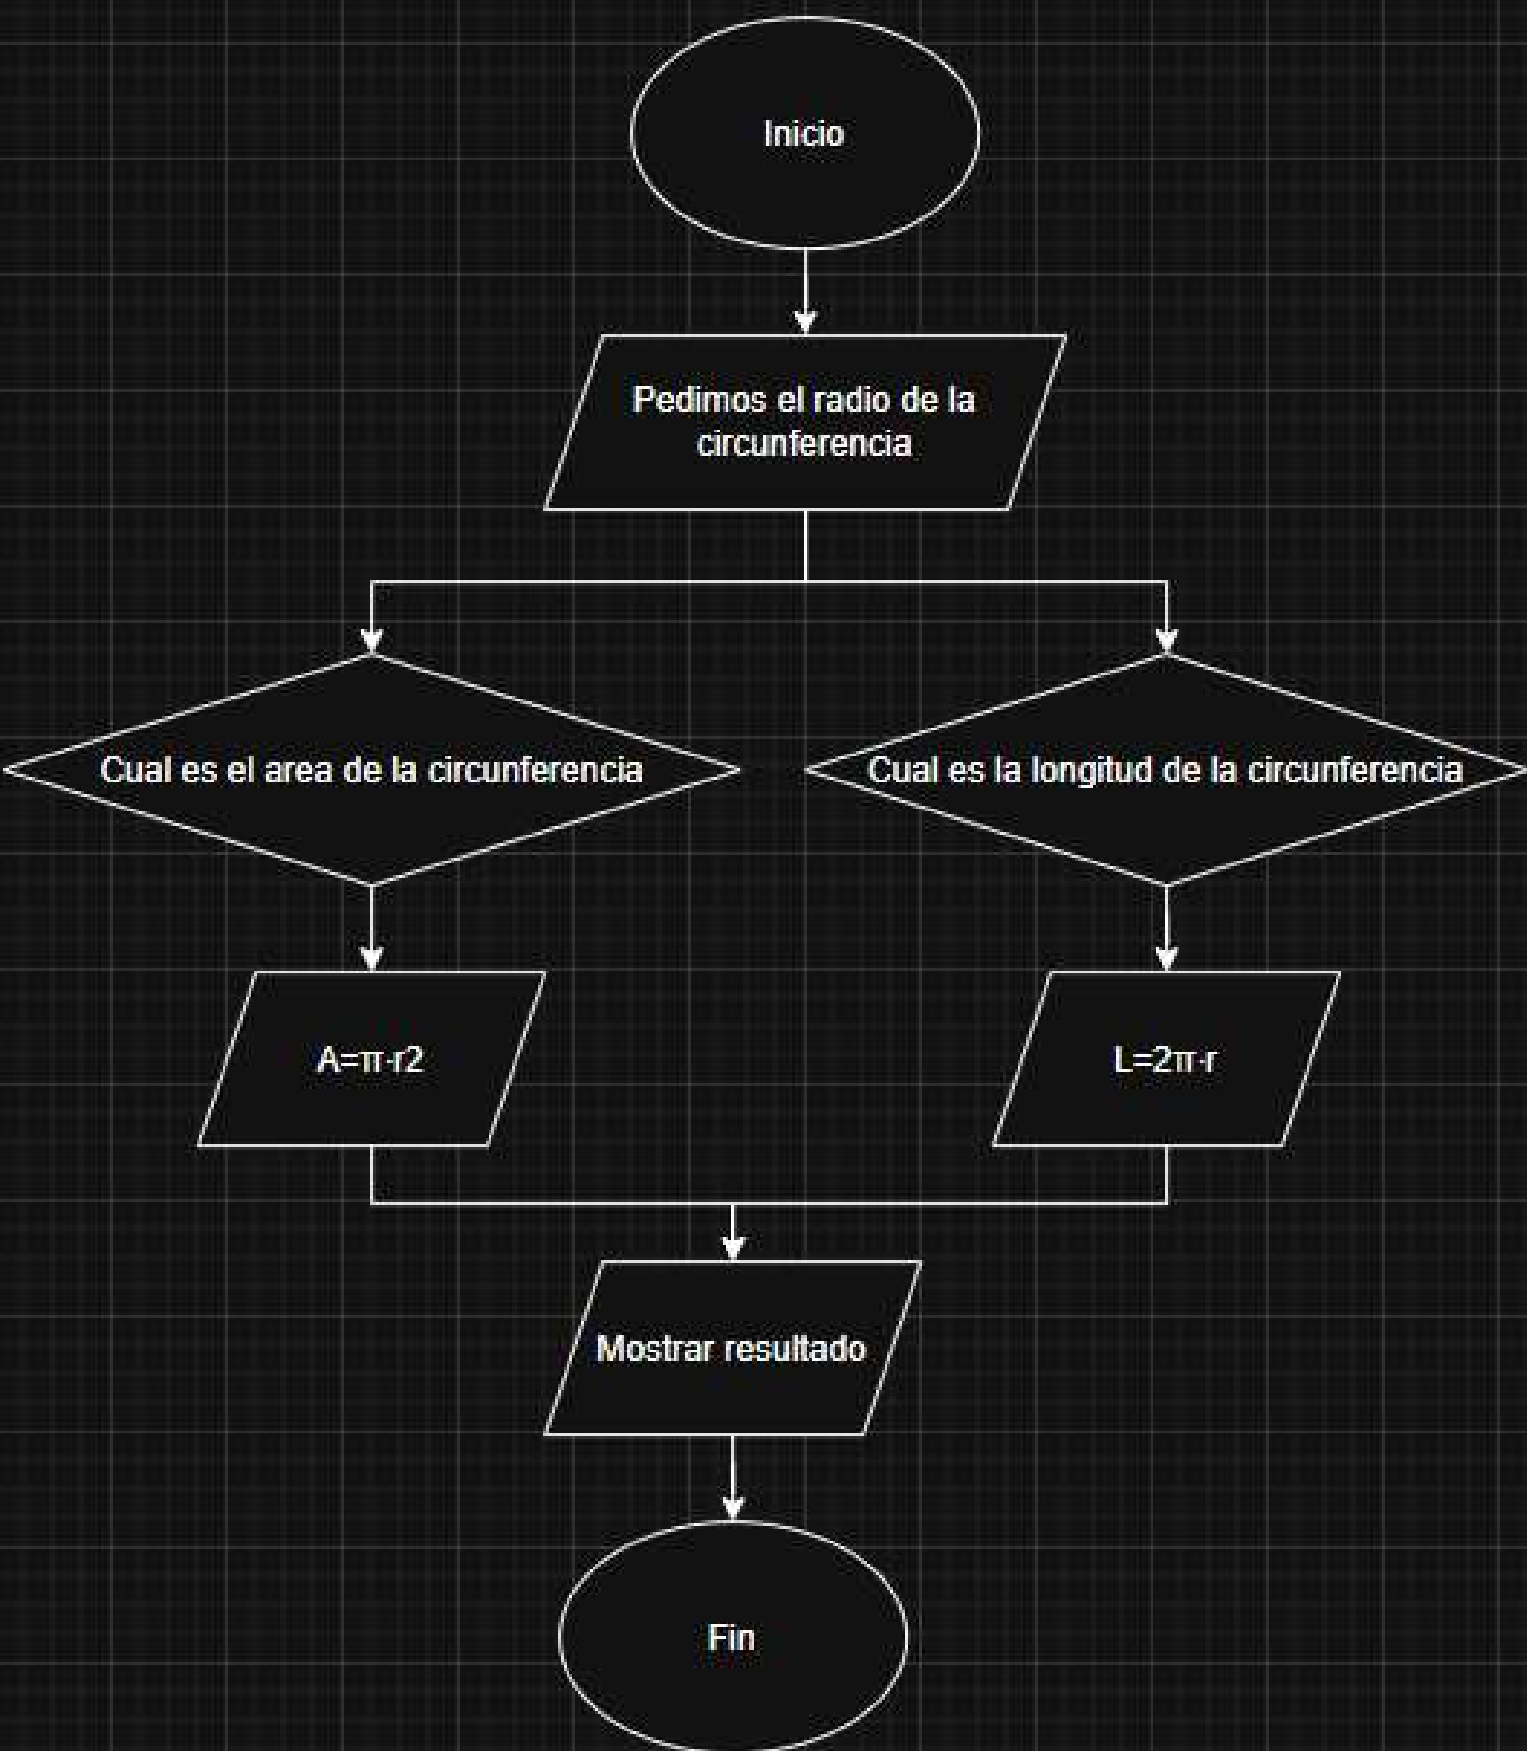 Inicio
Pedimos el radio de la
circunferencia
Cual es el area de la circunferencia
Cual es la longitud de la circunferencia
A=π·r2
L=2π·r
Mostrar resultado
Fin